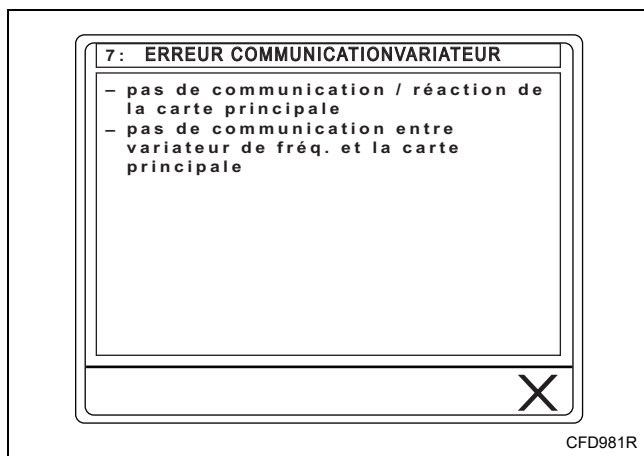 7: ERREUR COMMUNICATIONVARIATEUR
– pas de communication / réaction de
la carte principale
– pas de communication entre
variateur de fréq. et la carte
principale
X
CFD981R